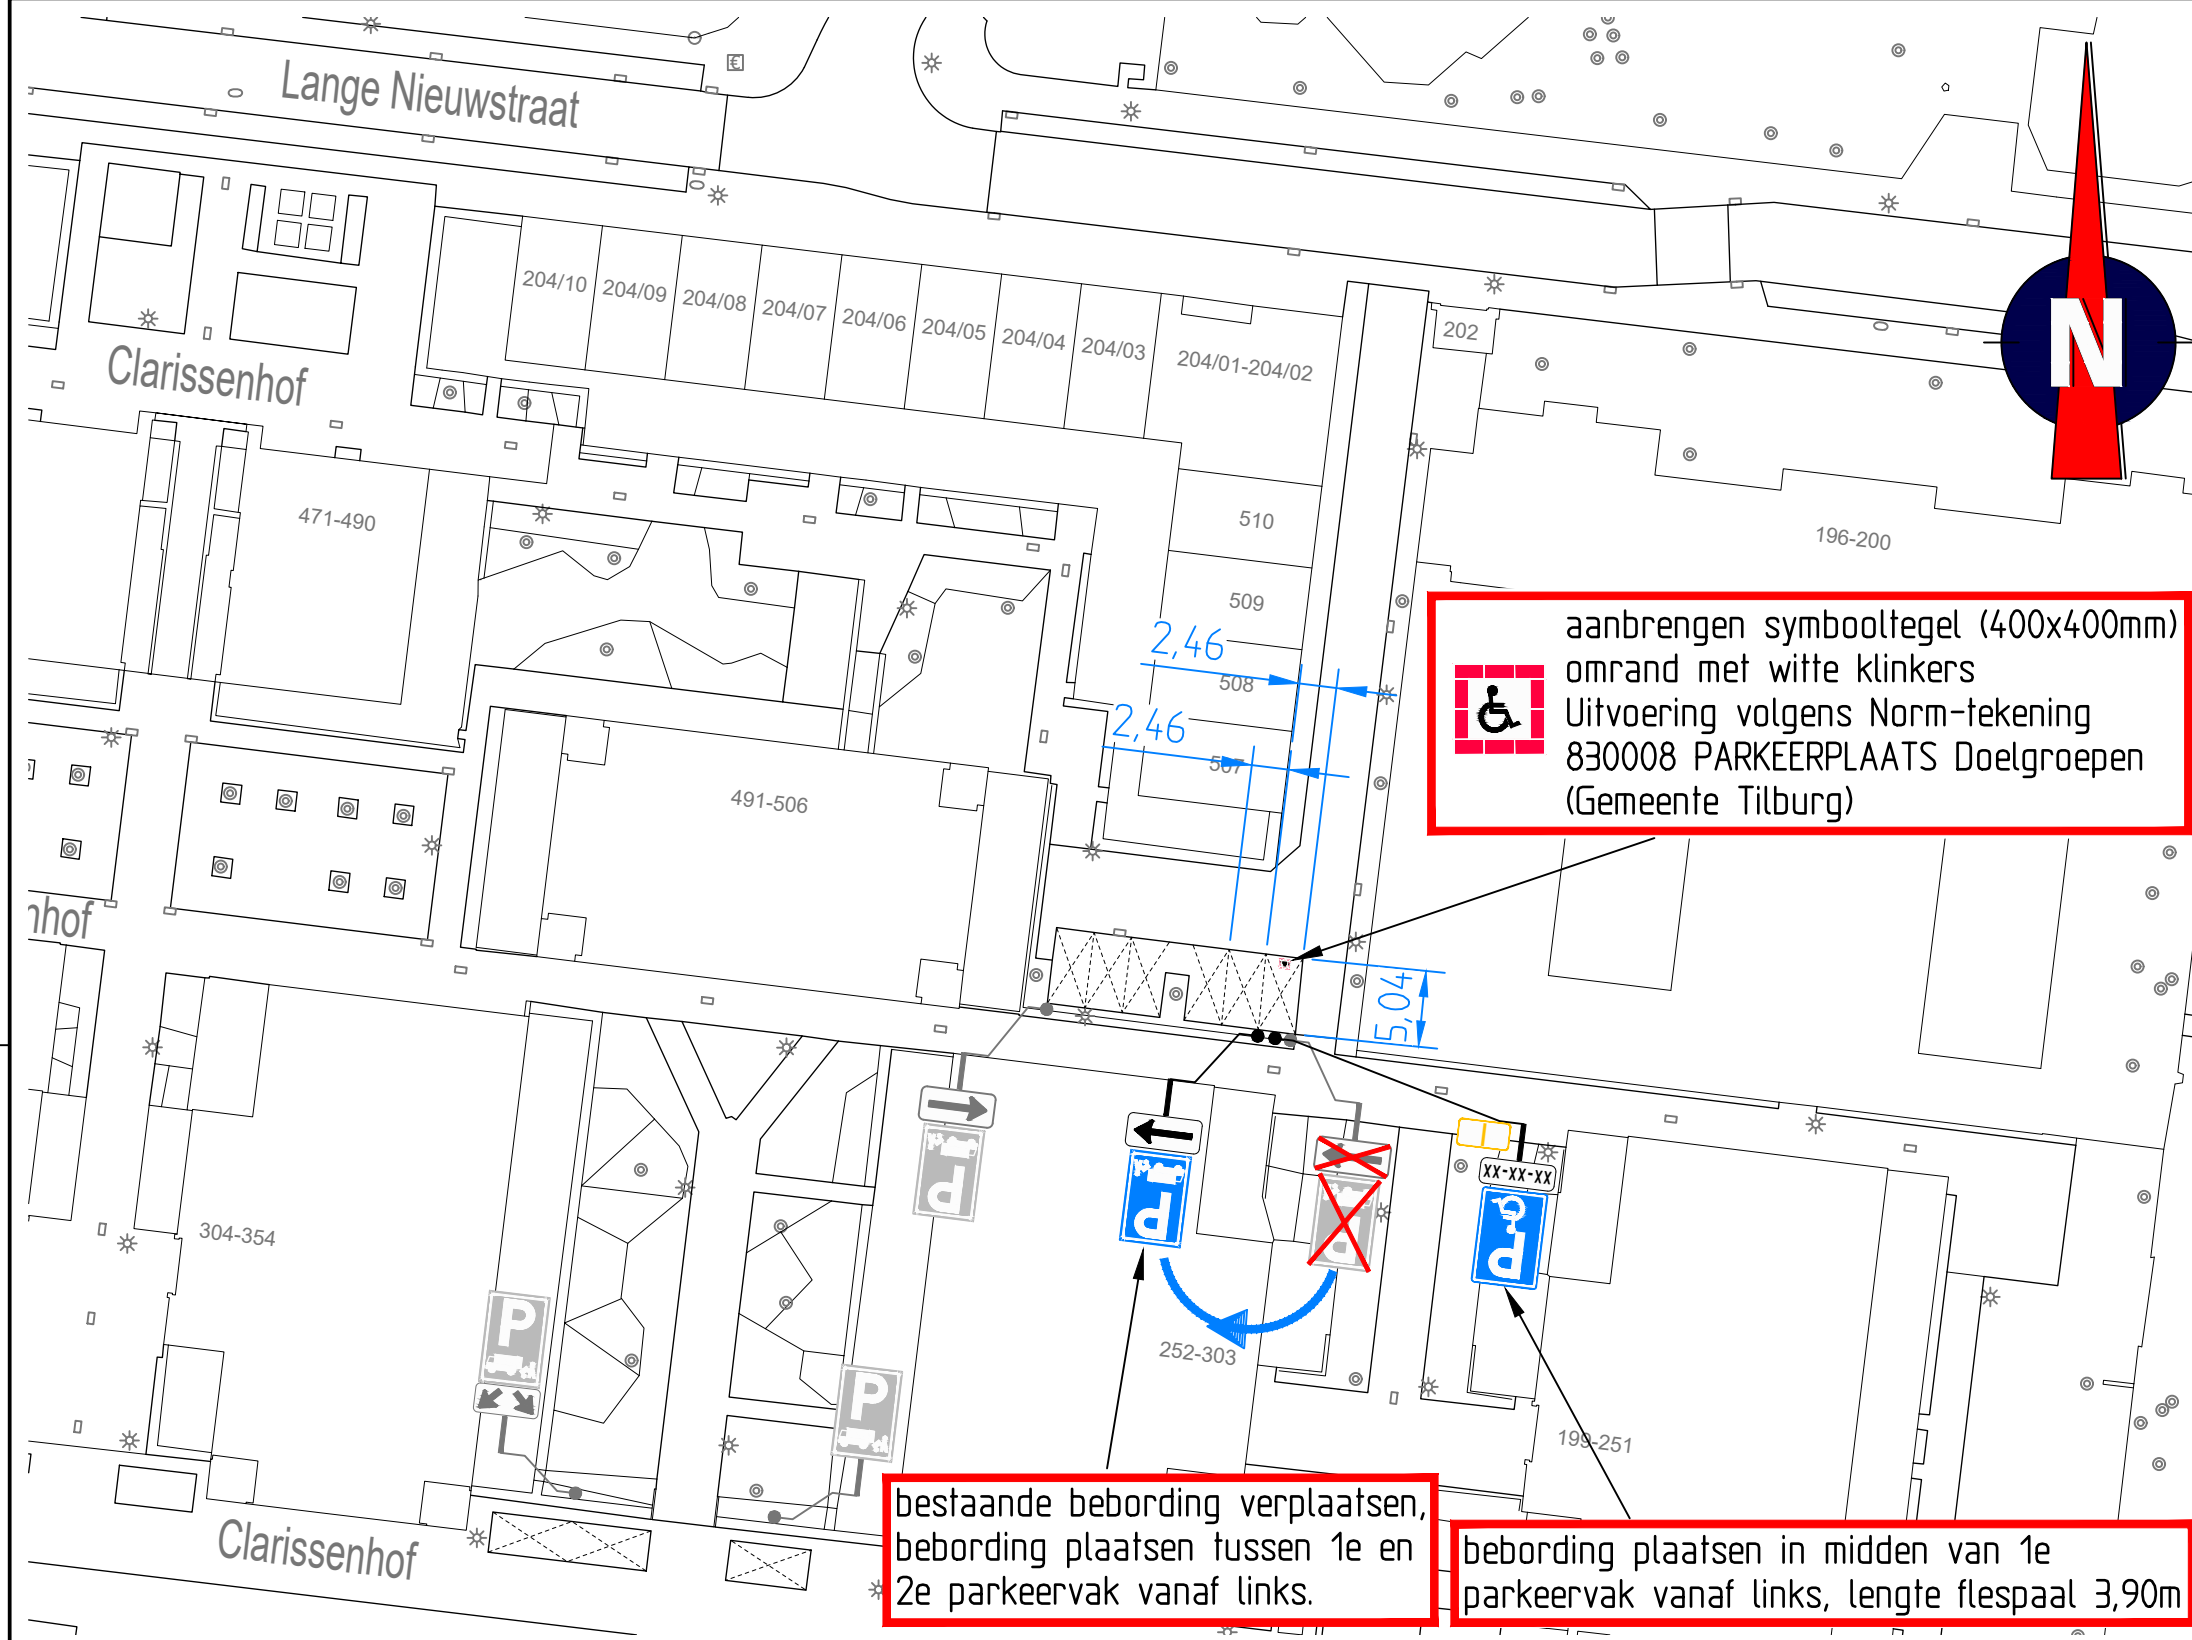 Lange Nieuwstraat
€
N
204/10
204/09
204/08
204/07
204/06
204/05
204/04
204/03
204/01-204/02
202
Clarissenhof
471-490
510
509
508
507
196-200
2,46
2,46
aanbrengen symbooltegel (400x400mm)
omrand met witte klinkers
Uitvoering volgens Norm-tekening
830008 PARKEERPLAATS Doelgroepen
(Gemeente Tilburg)
491-506
nhof
5,04
P
P
P
XX-XX-XX
P
304-354
P
P
252-303
199-251
Clarissenhof
bestaande bebording verplaatsen,
bebording plaatsen tussen 1e en
2e parkeervak vanaf links.
bebording plaatsen in midden van 1e
parkeervak vanaf links, lengte flespaal 3,90m